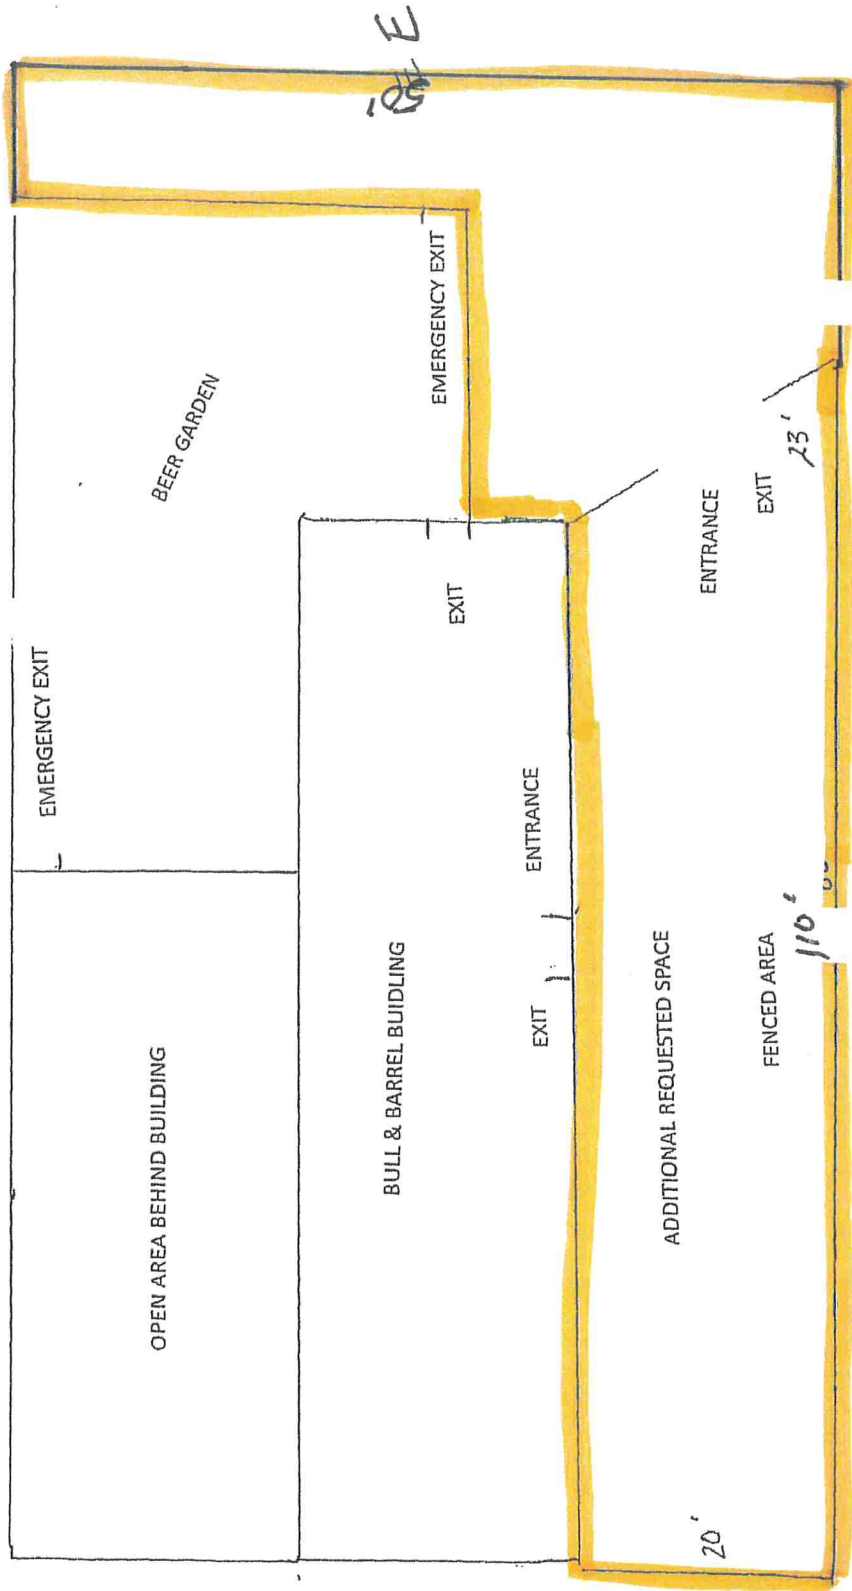 E
50'
EMERGENCY EXIT
BEER GARDEN
EMERGENCY EXIT
EXIT
ENTRANCE
EXIT
23'
ENTRANCE
EXIT
OPEN AREA BEHIND BUILDING
BULL & BARREL BUIDLING
ADDITIONAL REQUESTED SPACE
FENCED AREA
110'
20'